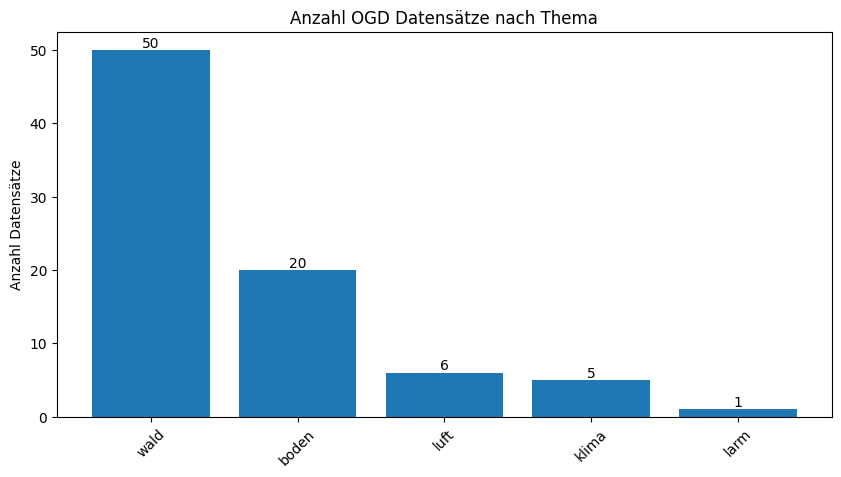 Anzahl OGD Datensätze nach Thema
Anzahl Datensätze
50
40
30
20
10
0
50
20
6
5
1
wald
boden
luft
klima
larm